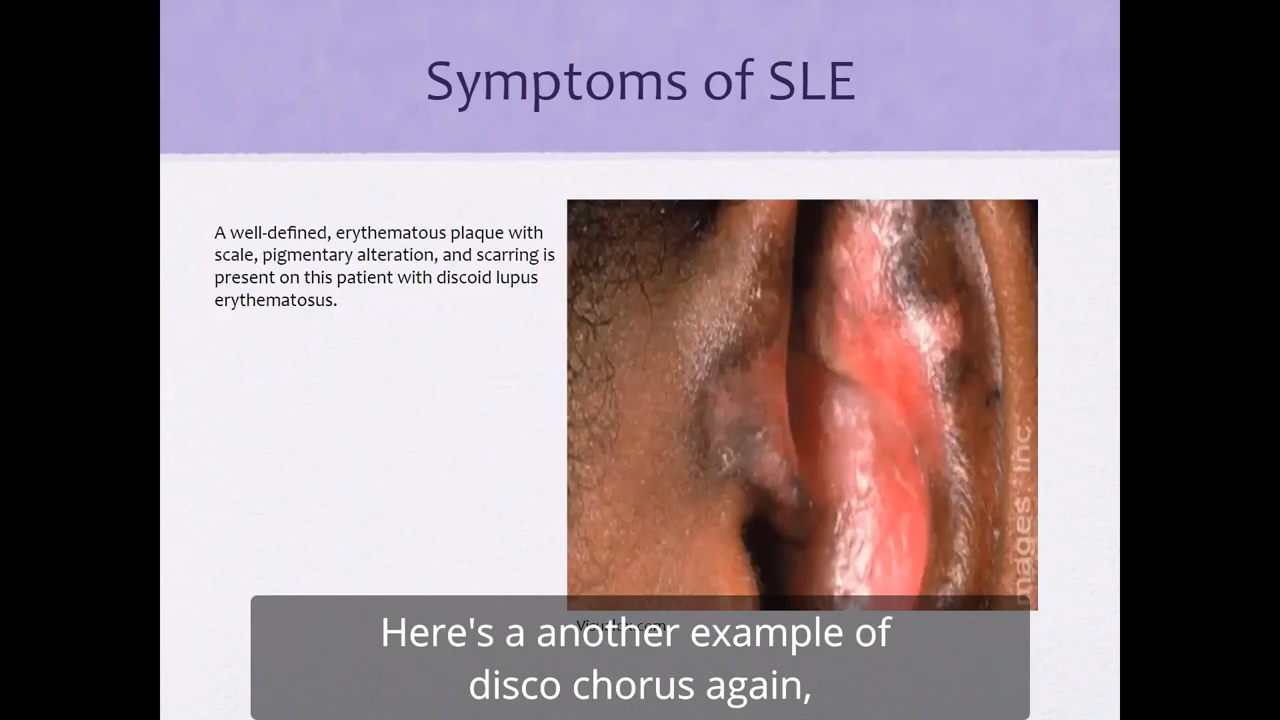 Symptoms of SLE
A well-defined, erythematous plaque with
scale, pigmentary alteration, and scarring is
present on this patient with discoid lupus
erythematosus.
mages, Inc.
Here's a another example of
disco chorus again,